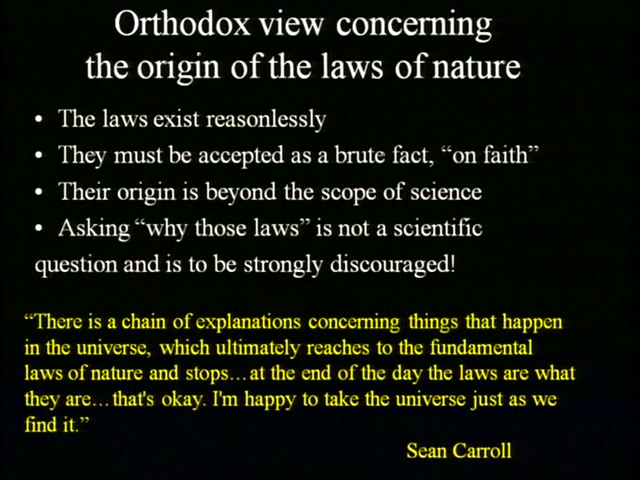 Orthodox view concerning
the origin of the laws of nature
• The laws exist reasonlessly
• They must be accepted as a brute fact, “on faith”
• Their origin is beyond the scope of science
• Asking “why those laws” is not a scientific
question and is to be strongly discouraged!
“There is a chain of explanations concerning things that happen
in the universe, which ultimately reaches to the fundamental
laws of nature and stops…at the end of the day the laws are what
they are…that's okay. I'm happy to take the universe just as we
find it.”
Sean Carroll